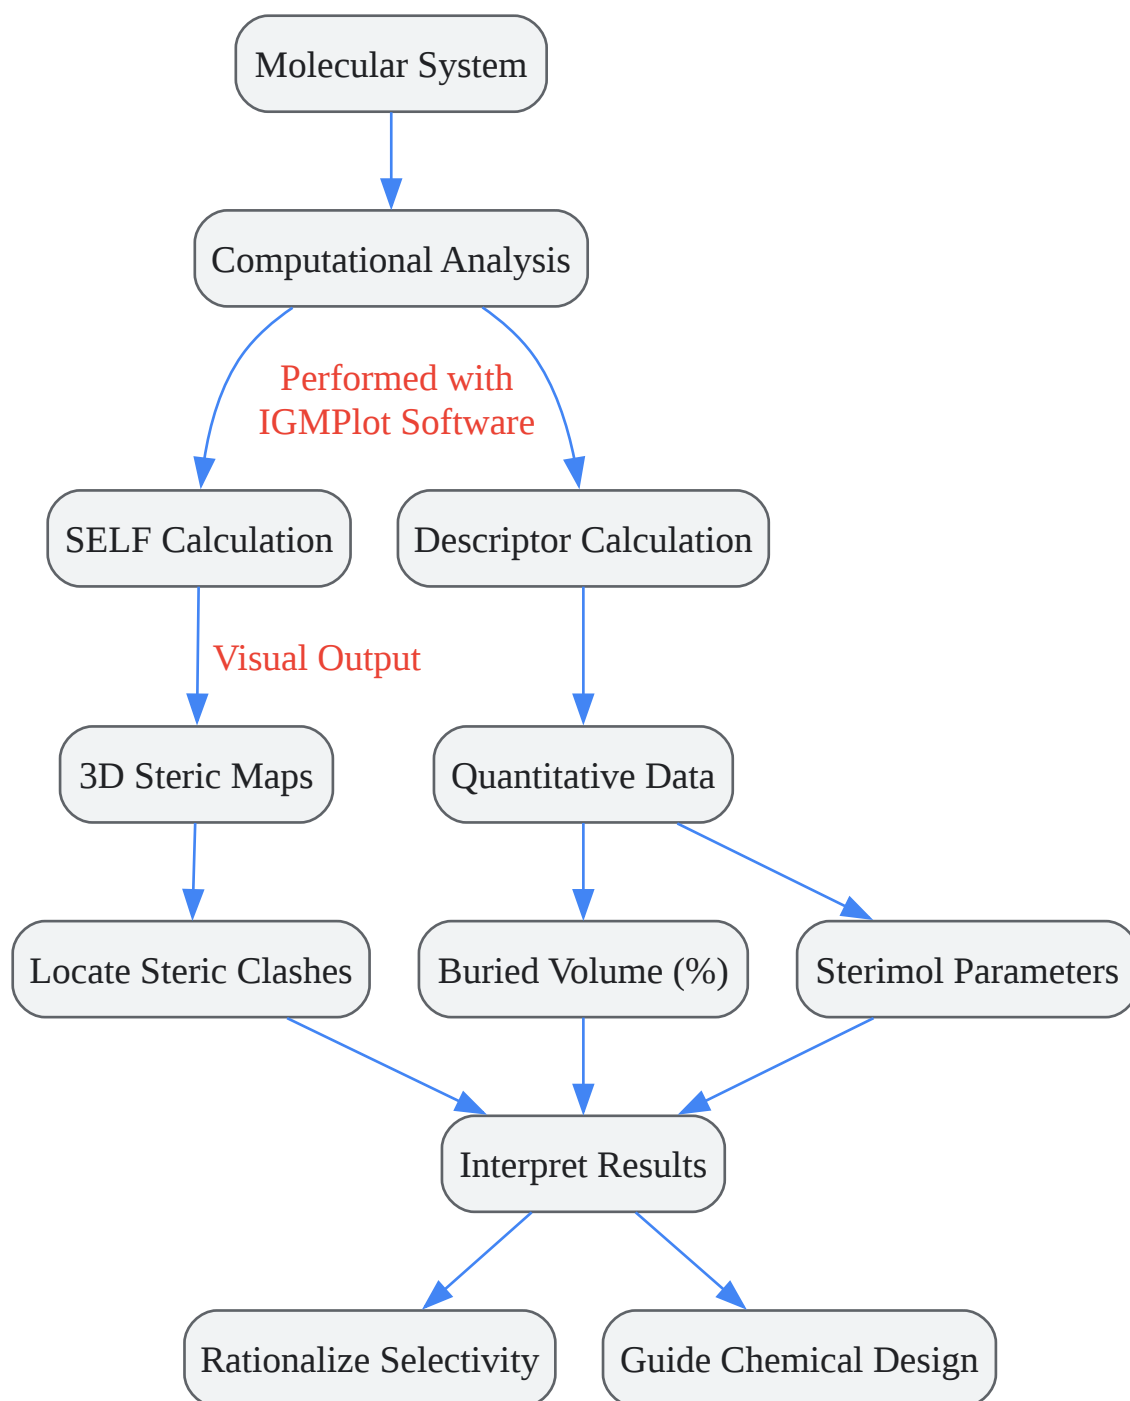 Molecular System
Computational Analysis
Performed with
IGMPlot Software
SELF Calculation
Descriptor Calculation
Visual Output
3D Steric Maps
Quantitative Data
Locate Steric Clashes
Buried Volume (%)
Sterimol Parameters
Interpret Results
Rationalize Selectivity
Guide Chemical Design